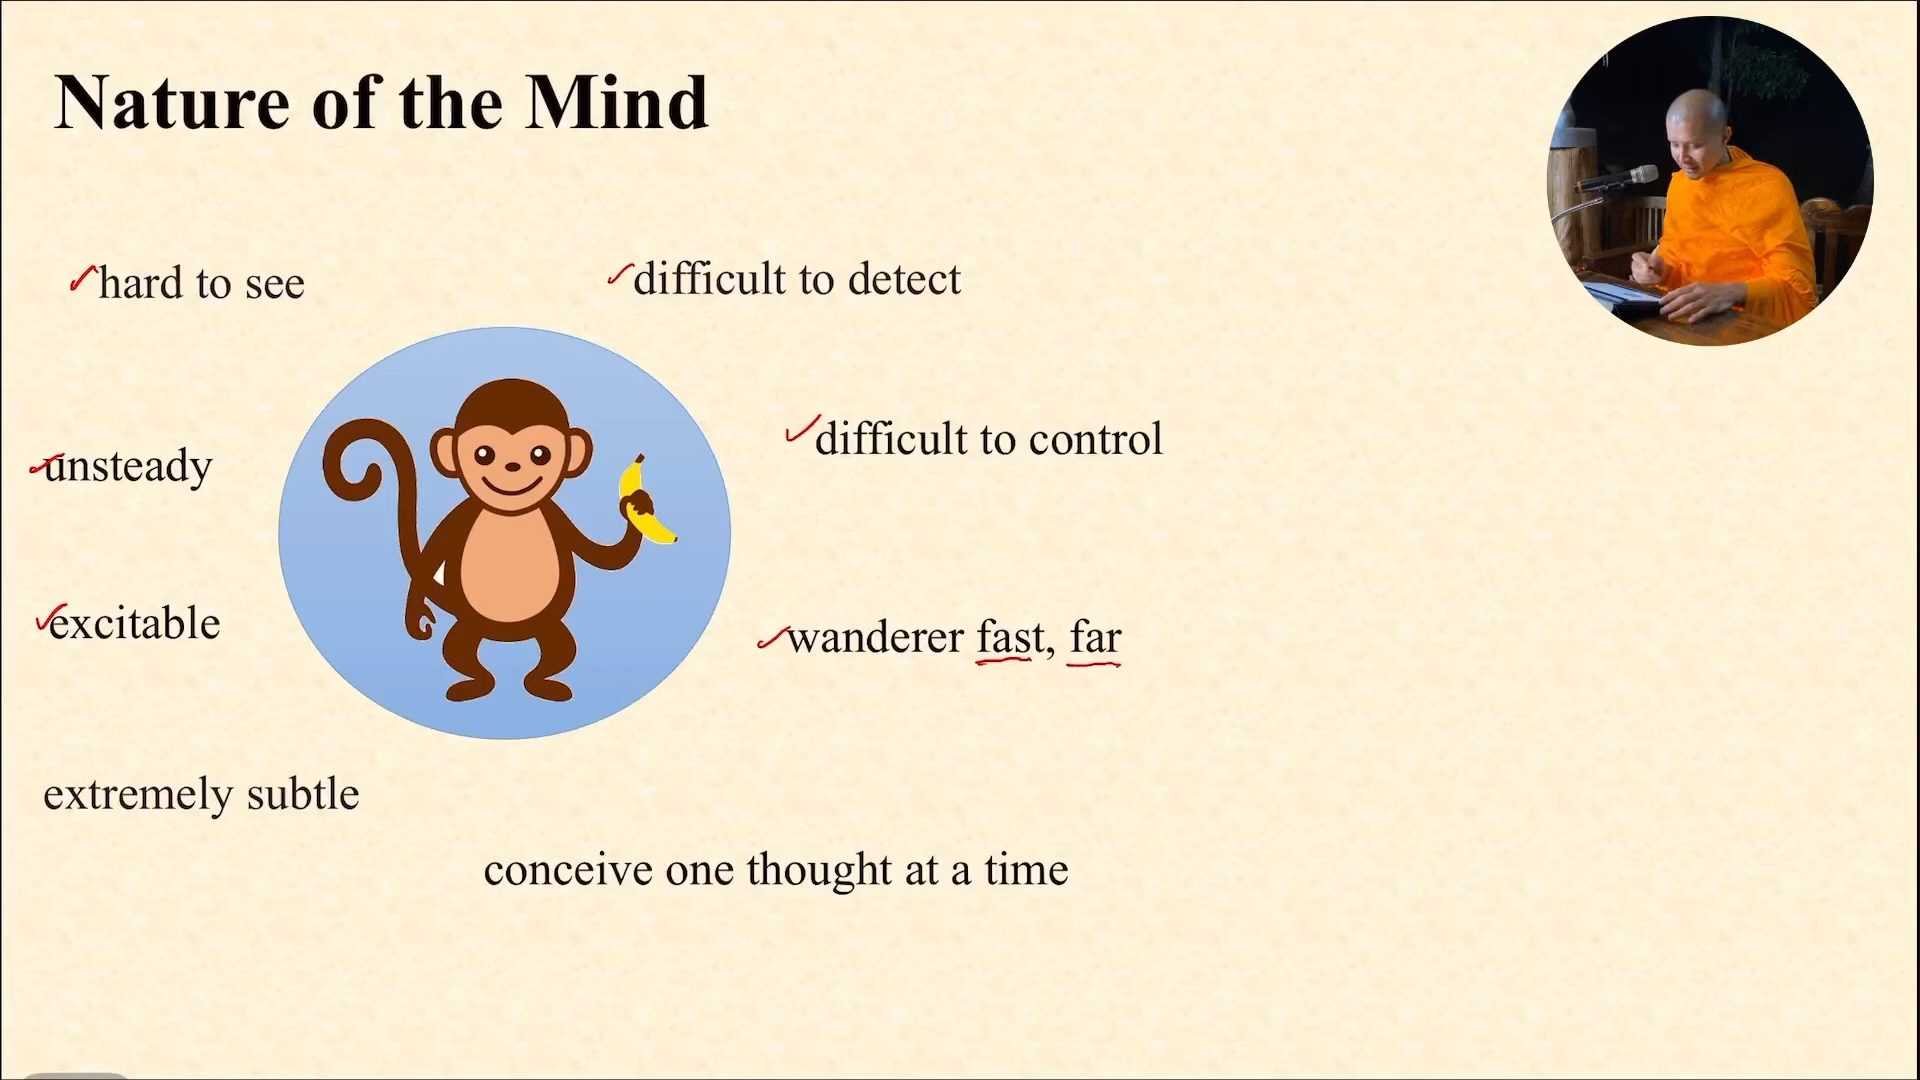 Nature of the Mind
hard to see
difficult to detect
unsteady
difficult to control
excitable
wanderer fast, far
extremely subtle
conceive one thought at a time